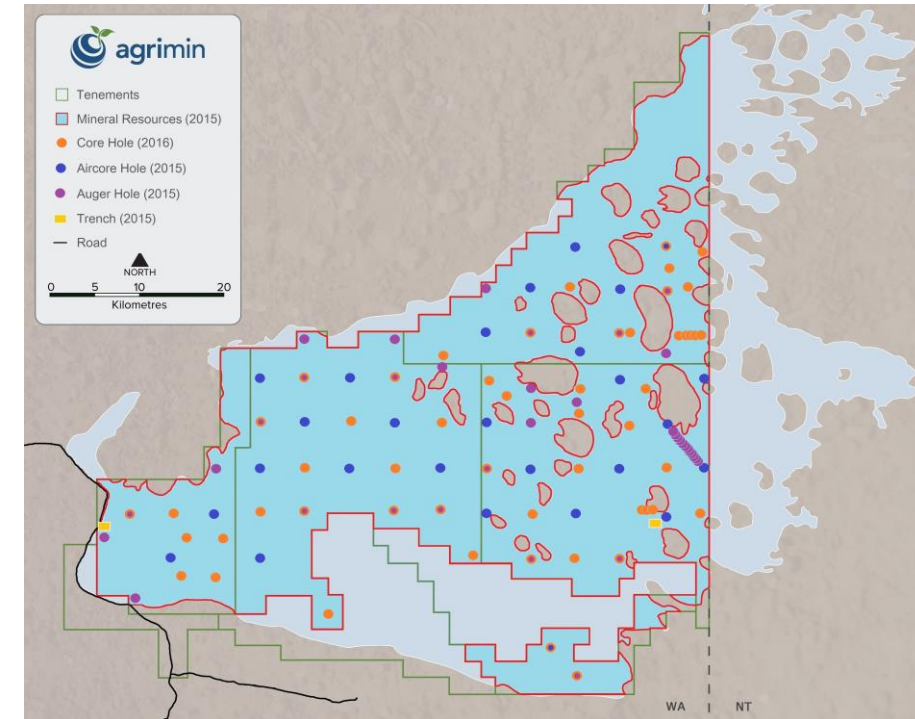 agrimin
Tenements
Mineral Resources (2015)
Core Hole (2016)
Aircore Hole (2015)
Auger Hole (2015)
Trench (2015)
Road
NORTH
0 5 10 20
Kilometres
WA NT